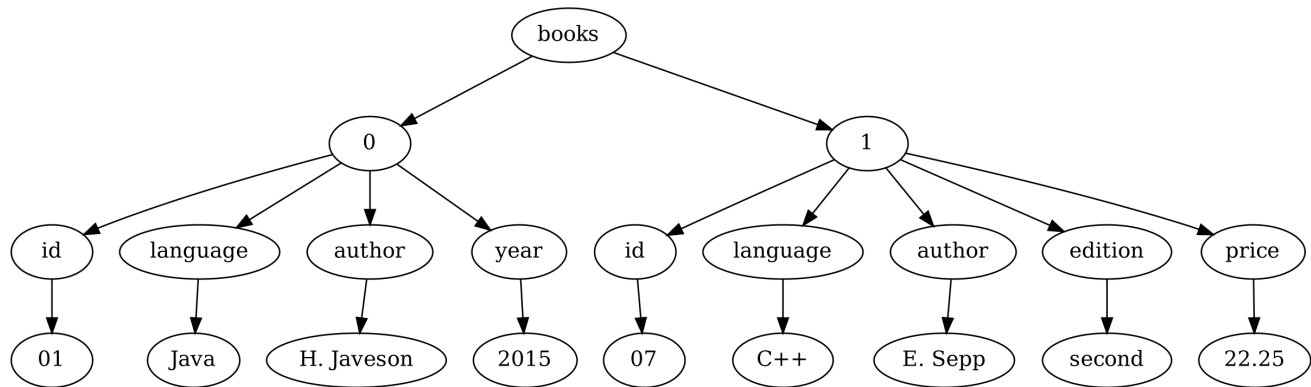 books
0 1
id language author year id language author edition price
01 Java H. Javeson 2015 07 C++ E. Sepp second 22.25